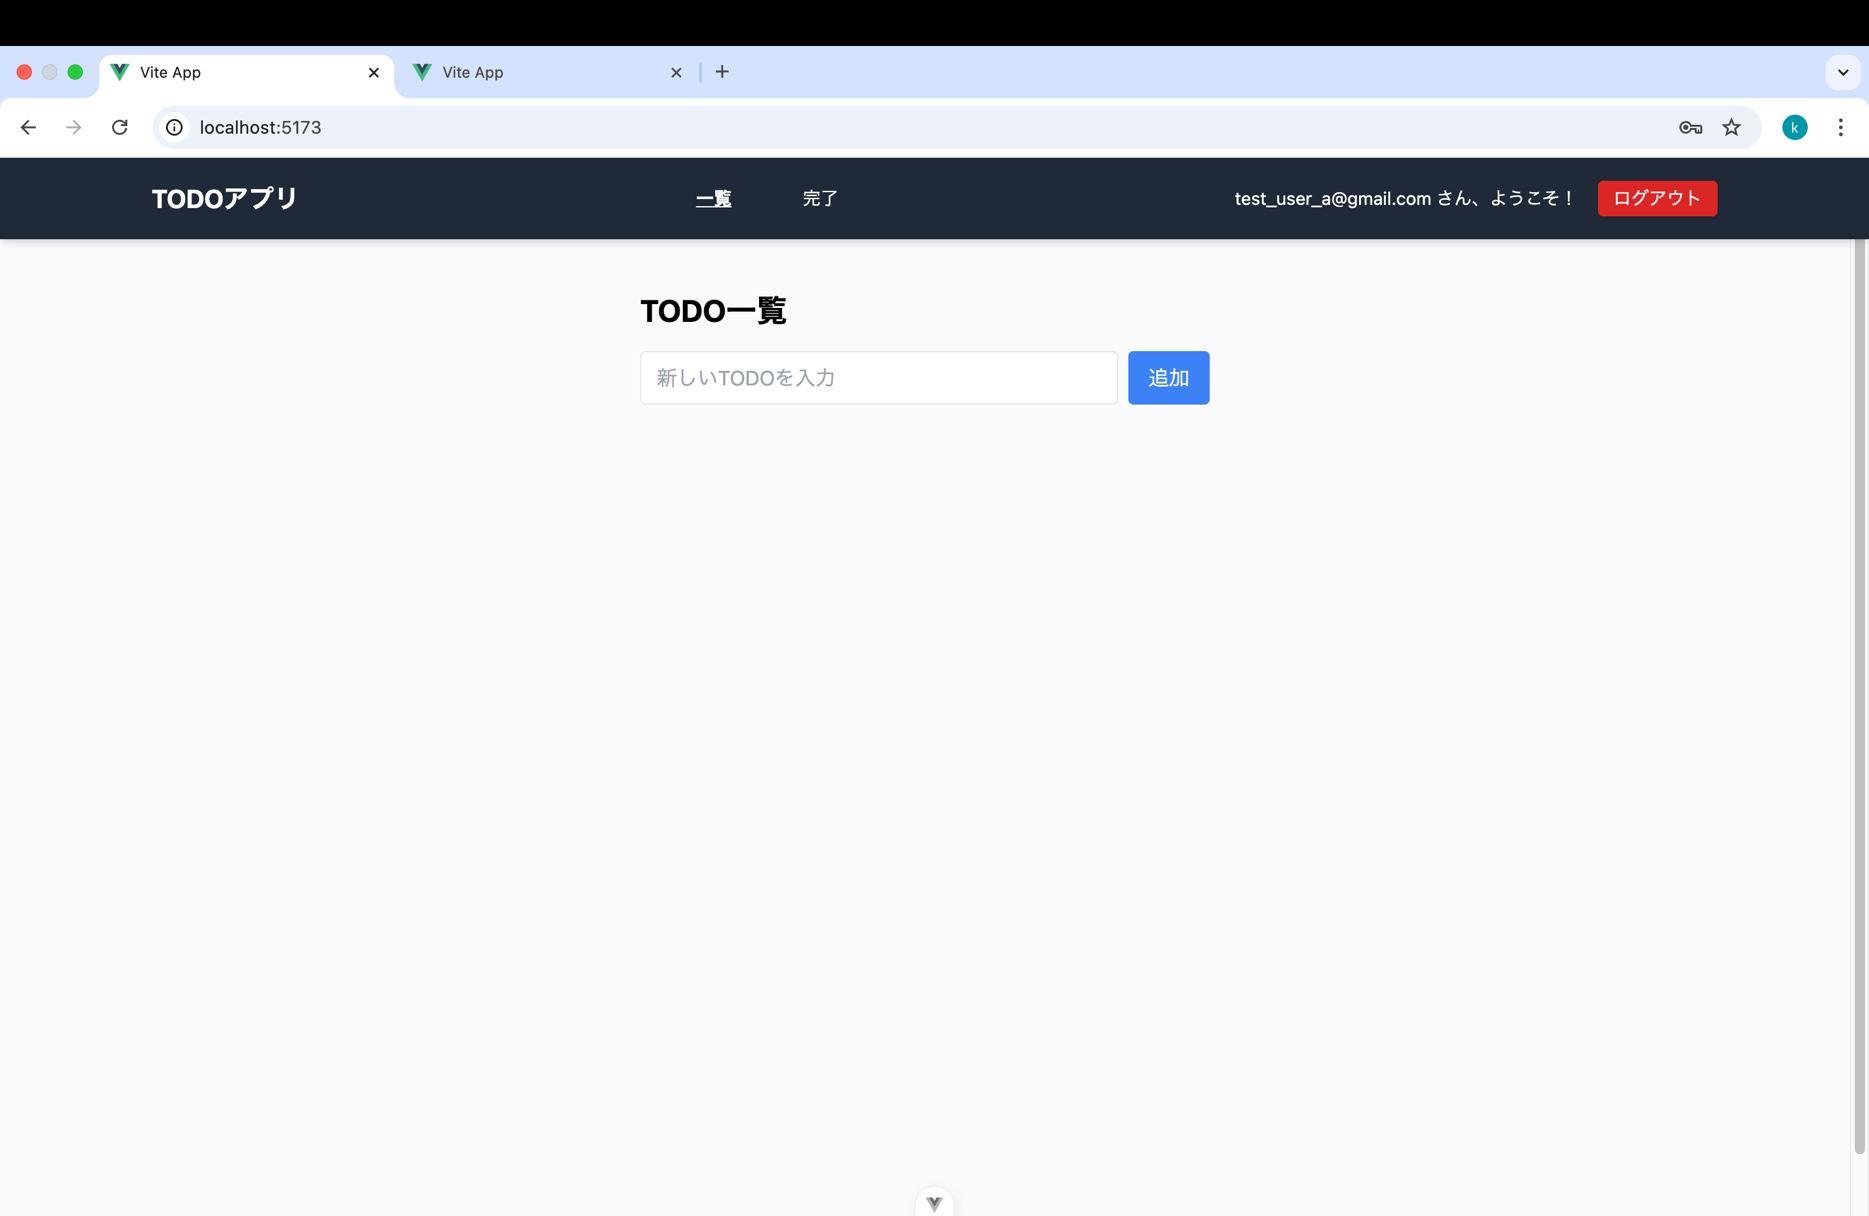 Vite App
Vite App
localhost:5173
k
TODOアプリ
一覧
完了
test_user_a@gmail.com さん、ようこそ！
ログアウト
TODO一覧
新しいTODOを入力
追加